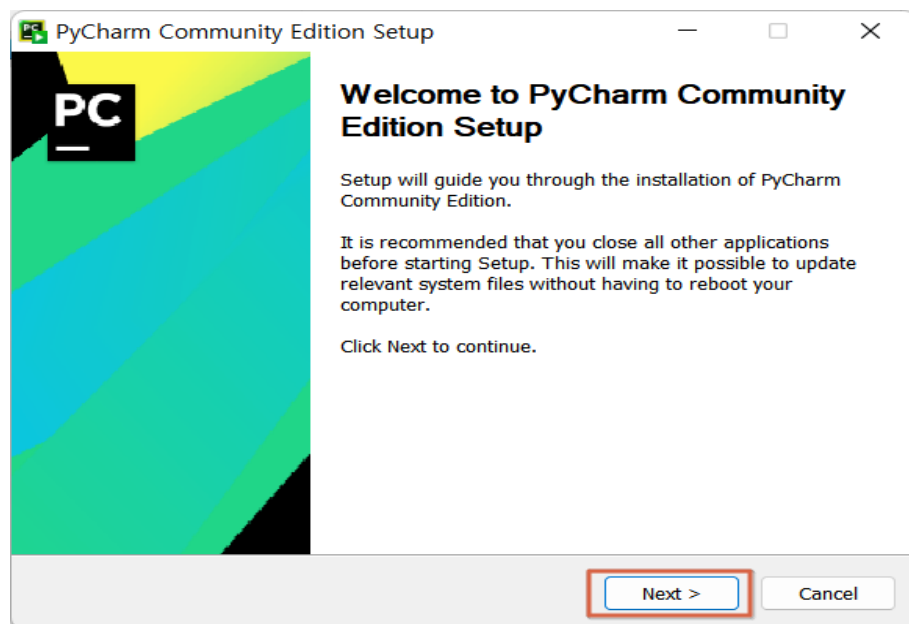 PyCharm Community Edition Setup
PC
Welcome to PyCharm Community
Edition Setup
Setup will guide you through the installation of PyCharm
Community Edition.
It is recommended that you close all other applications
before starting Setup. This will make it possible to update
relevant system files without having to reboot your
computer.
Click Next to continue.
Next >
Cancel